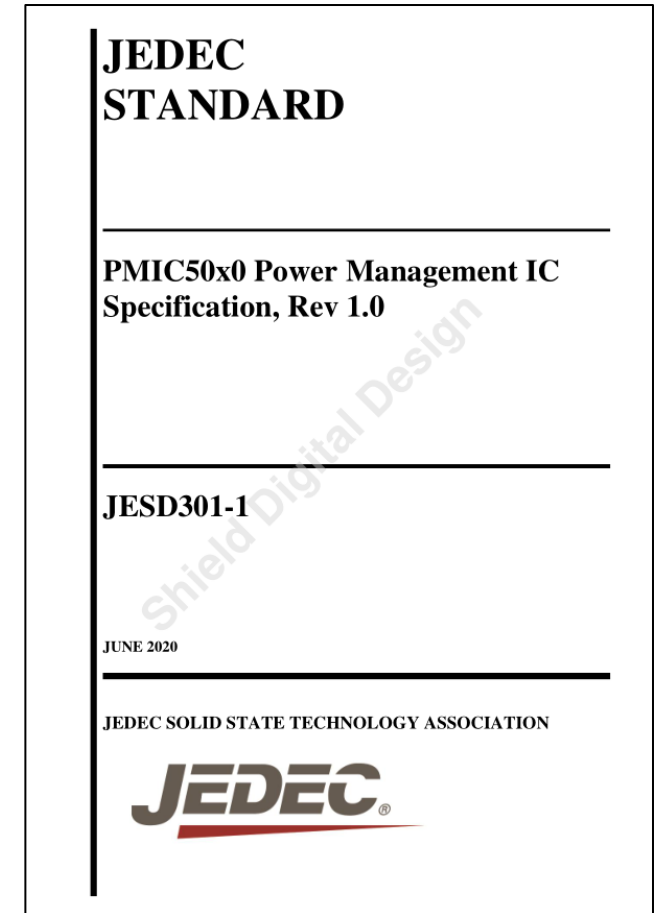 JEDEC
STANDARD
PMIC50x0 Power Management IC
Specification, Rev 1.0
Shield Digital Design
JESD301-1
JUNE 2020
JEDEC SOLID STATE TECHNOLOGY ASSOCIATION
JEDEC®